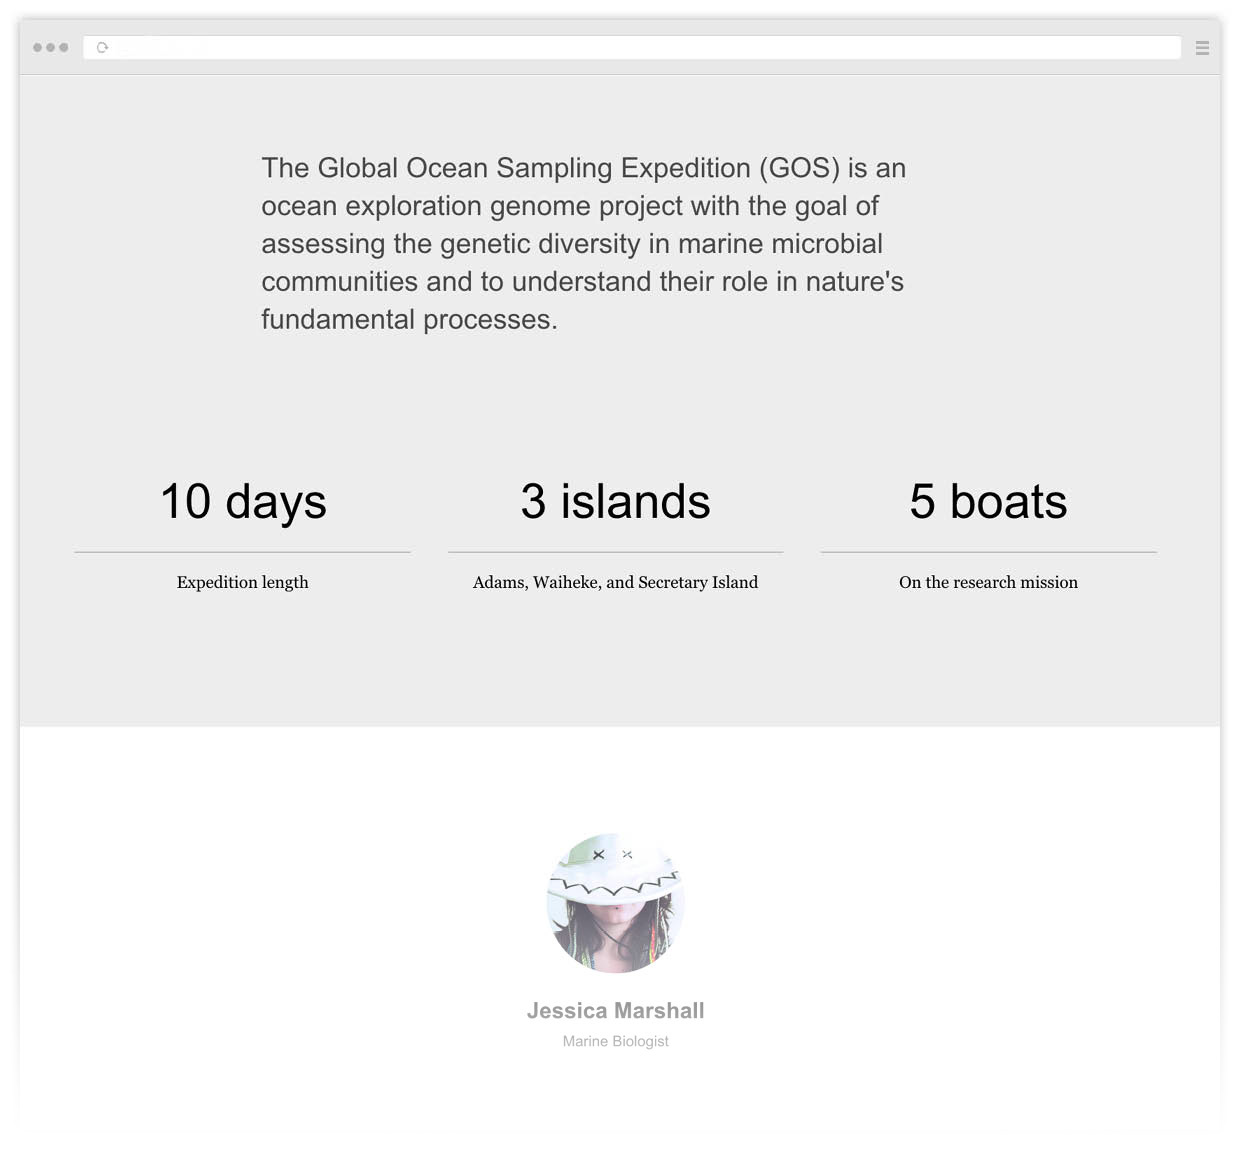 The Global Ocean Sampling Expedition (GOS) is an
ocean exploration genome project with the goal of
assessing the genetic diversity in marine microbial
communities and to understand their role in nature's
fundamental processes.
10 days
3 islands
5 boats
Expedition length
Adams, Waiheke, and Secretary Island
On the research mission
Jessica Marshall
Marine Biologist